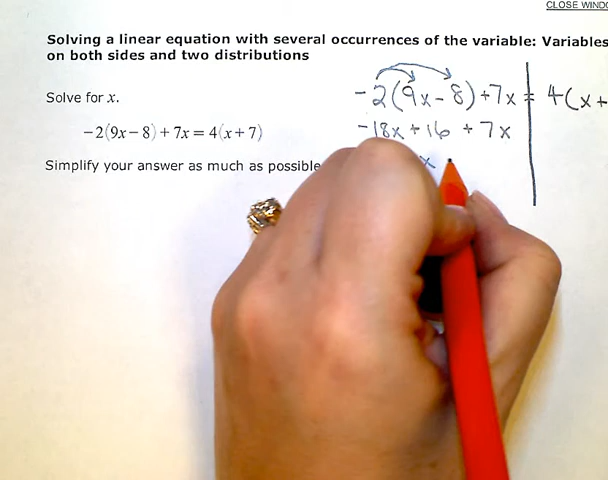 CLOSE
Solving a linear equation with several occurrences of the variable: Variables
on both sides and two distributions
Solve for x.
−2(9x−8)+7x=4(x+7)
Simplify your answer as much as possible
-2(9x-8)+7x = 4(x+
-18x+16+7x
x